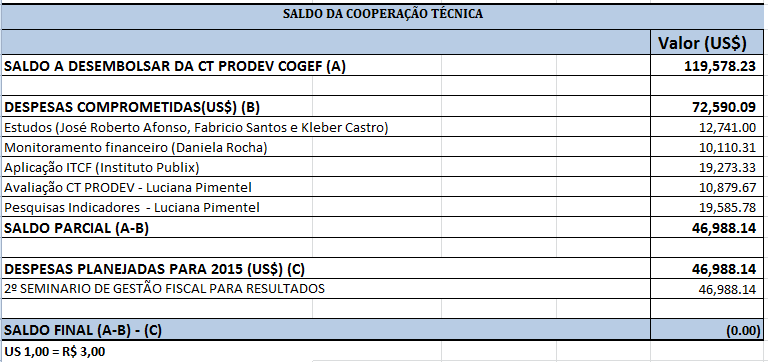 SALDO DA COOPERAÇÃO TÉCNICA
Valor (US$)
SALDO A DESEMBOLSAR DA CT PRODEV COGEF (A) 119,578.23
DESPESAS COMPROMETIDAS(US$) (B) 72,590.09
Estudos (José Roberto Afonso, Fabricio Santos e Kleber Castro) 12,741.00
Monitoramento financeiro (Daniela Rocha) 10,110.31
Aplicação ITCF (Instituto Publix) 19,273.33
Avaliação CT PRODEV - Luciana Pimentel 10,879.67
Pesquisas Indicadores - Luciana Pimentel 19,585.78
SALDO PARCIAL (A-B) 46,988.14
DESPESAS PLANEJADAS PARA 2015 (US$) (C) 46,988.14
2º SEMINARIO DE GESTÃO FISCAL PARA RESULTADOS 46,988.14
SALDO FINAL (A-B) - (C) (0.00)
US 1,00 = R$ 3,00